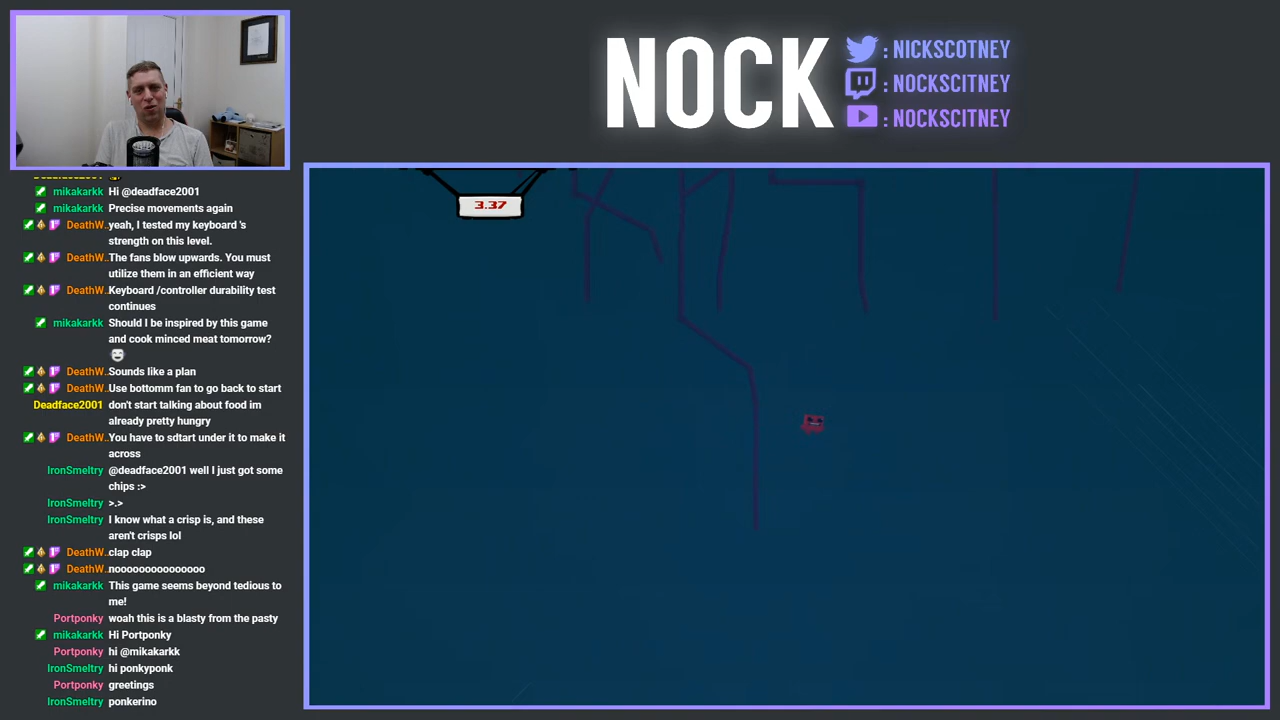 NOCK
: NICKSCOTNEY
: NOCKSCITNEY
: NOCKSCITNEY
3.37
mikakarkk Hi @deadface2001
mikakarkk Precise movements again
DeathW.. yeah, I tested my keyboard 's
strength on this level.
DeathW.. The fans blow upwards. You must
utilize them in an efficient way
DeathW.. Keyboard /controller durability test
continues
mikakarkk Should I be inspired by this game
and cook minced meat tomorrow?
DeathW.. Sounds like a plan
DeathW.. Use bottomm fan to go back to start
Deadface2001 don't start talking about food im
already pretty hungry
DeathW.. You have to sdtart under it to make it
across
IronSmeltry @deadface2001 well I just got some
chips :>
IronSmeltry >.>
IronSmeltry I know what a crisp is, and these
aren't crisps lol
DeathW.. clap clap
DeathW.. nooooooooooooooo
mikakarkk This game seems beyond tedious to
me!
Portponky woah this is a blasty from the pasty
mikakarkk Hi Portponky
Portponky hi @mikakarkk
IronSmeltry hi ponkyponk
Portponky greetings
IronSmeltry ponkerino